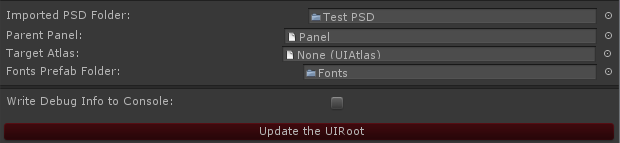 Imported PSD Folder: Test PSD
Parent Panel: Panel
Target Atlas: None (UIAtlas)
Fonts Prefab Folder: Fonts
Write Debug Info to Console:
Update the UIRoot